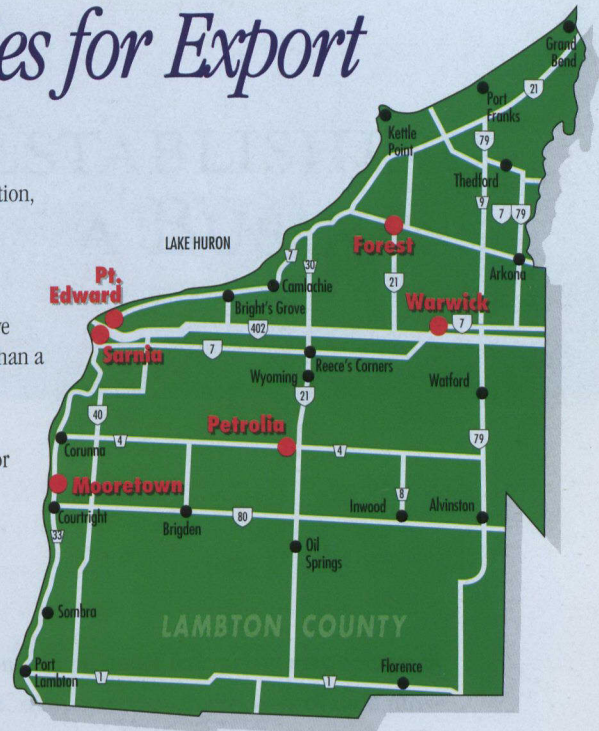 es for Export
tion,
ve
han a
or
LAKE HURON
Grand
Bend
21
Port
Franks
Kettle
Point
79
Thedford
9
7
79
Forest
Arkona
7
30
Camlachie
21
Pt.
Edward
Bright's Grove
Warwick
7
402
Sarnia
7
Reece's Corners
Wyoming
Watford
21
40
Petrolia
79
4
4
Corunna
Mooretown
8
Courtright
Brigden
80
Inwood
Alvinston
33
Oil
Springs
Sombra
LAMBTON COUNTY
Port
Lambton
1
1
Florence